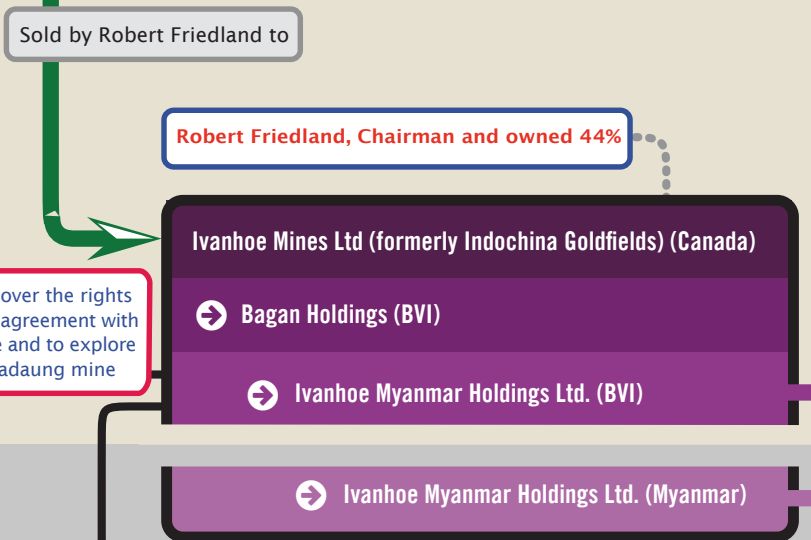 Sold by Robert Friedland to
Robert Friedland, Chairman and owned 44%
Ivanhoe Mines Ltd (formerly Indochina Goldfields) (Canada)
Bagan Holdings (BVI)
over the rights
agreement with
and to explore
mine
Ivanhoe Myanmar Holdings Ltd. (BVI)
Ivanhoe Myanmar Holdings Ltd. (Myanmar)